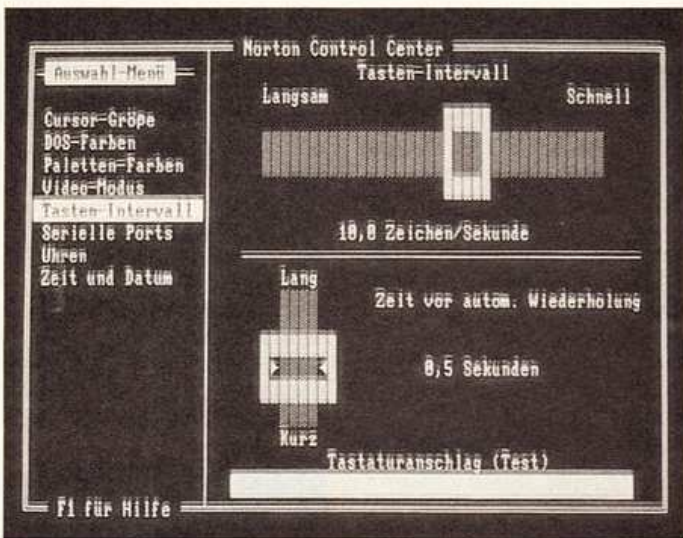 Norton Control Center
Auswahl-Menü
Cursor-Größe
DOS-Farben
Paletten-Farben
Video-Modus
Tasten-Intervall
Serielle Ports
Uhren
Zeit und Datum
Tasten-Intervall
Langsam Schnell
10,0 Zeichen/Sekunde
Lang
Zeit vor autom. Wiederholung
0,5 Sekunden
Kurz
Tastaturanschlag (Test)
F1 für Hilfe